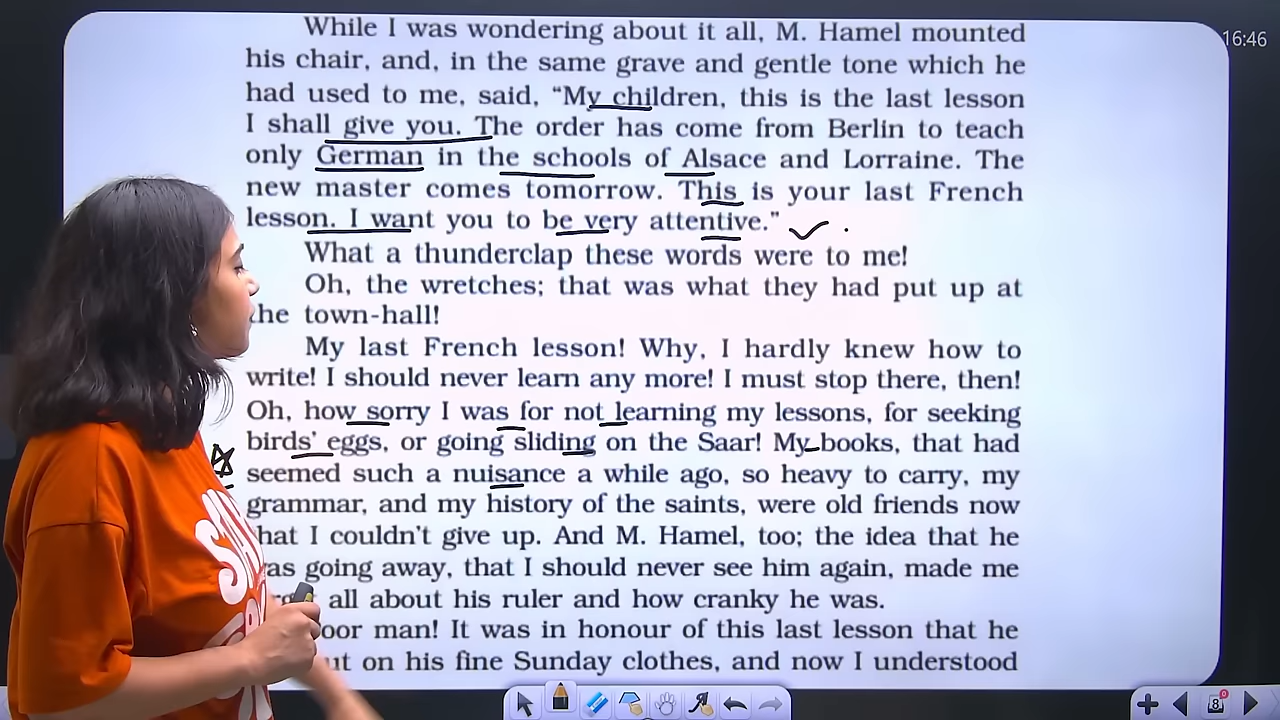 While I was wondering about it all, M. Hamel mounted
16:46
his chair, and, in the same grave and gentle tone which he
had used to me, said, “My children, this is the last lesson
I shall give you. The order has come from Berlin to teach
only German in the schools of Alsace and Lorraine. The
new master comes tomorrow. This is your last French
lesson. I want you to be very attentive.”
What a thunderclap these words were to me!
Oh, the wretches; that was what they had put up at
the town-hall!
My last French lesson! Why, I hardly knew how to
write! I should never learn any more! I must stop there, then!
Oh, how sorry I was for not learning my lessons, for seeking
birds’ eggs, or going sliding on the Saar! My books, that had
seemed such a nuisance a while ago, so heavy to carry, my
grammar, and my history of the saints, were old friends now
that I couldn’t give up. And M. Hamel, too; the idea that he
was going away, that I should never see him again, made me
all about his ruler and how cranky he was.
oor man! It was in honour of this last lesson that he
ut on his fine Sunday clothes, and now I understood
8
0